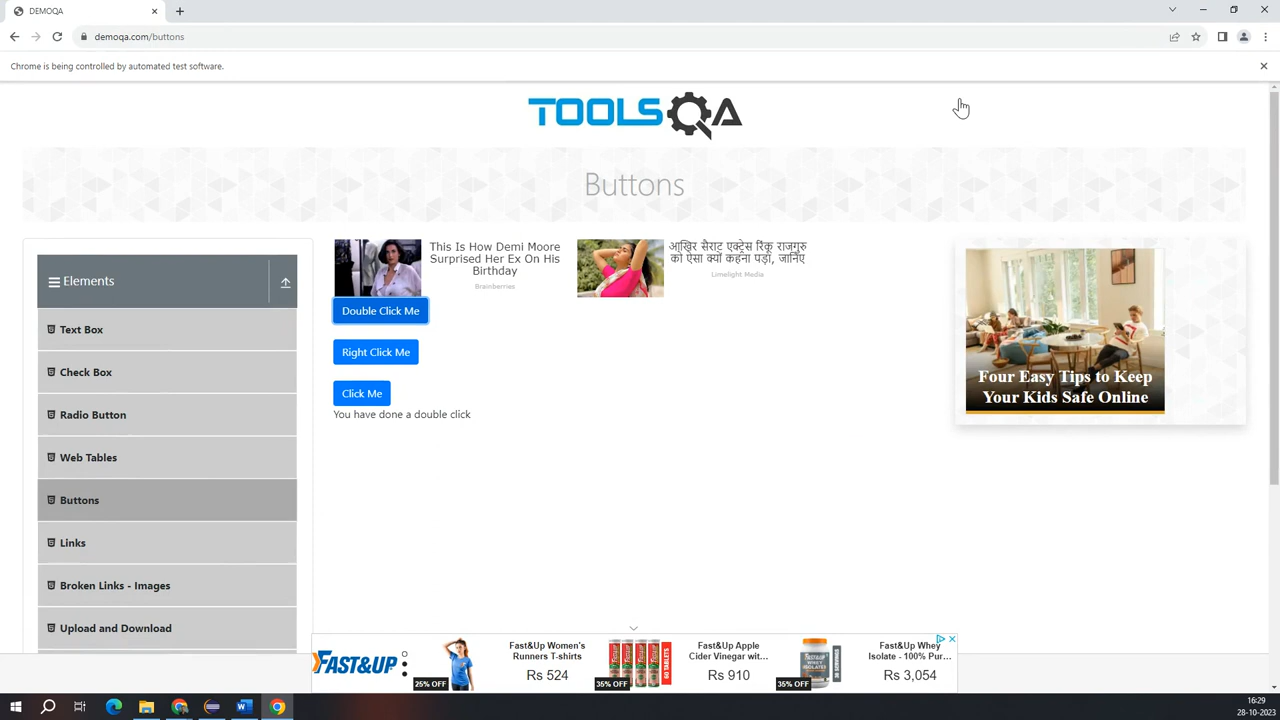 DEMOQA
demoqa.com/buttons
Chrome is being controlled by automated test software.
TOOLSQA
Buttons
Elements
Text Box
Check Box
Radio Button
Web Tables
Buttons
Links
Broken Links - Images
Upload and Download
This Is How Demi Moore
Surprised Her Ex On His
Birthday
Brainberries
आखिर सैराट एक्ट्रेस रिंकू राजगुरु
को ऐसा क्यों कहना पड़ा, जानिए
Limelight Media
Double Click Me
Right Click Me
Click Me
You have done a double click
Four Easy Tips to Keep
Your Kids Safe Online
FAST&UP
25% OFF
Fast&Up Women's
Runners T-shirts
Rs 524
35% OFF
Fast&Up Apple
Cider Vinegar wit...
Rs 910
35% OFF
Fast&Up Whey
Isolate - 100% Pur...
Rs 3,054
16:29
28-10-2023